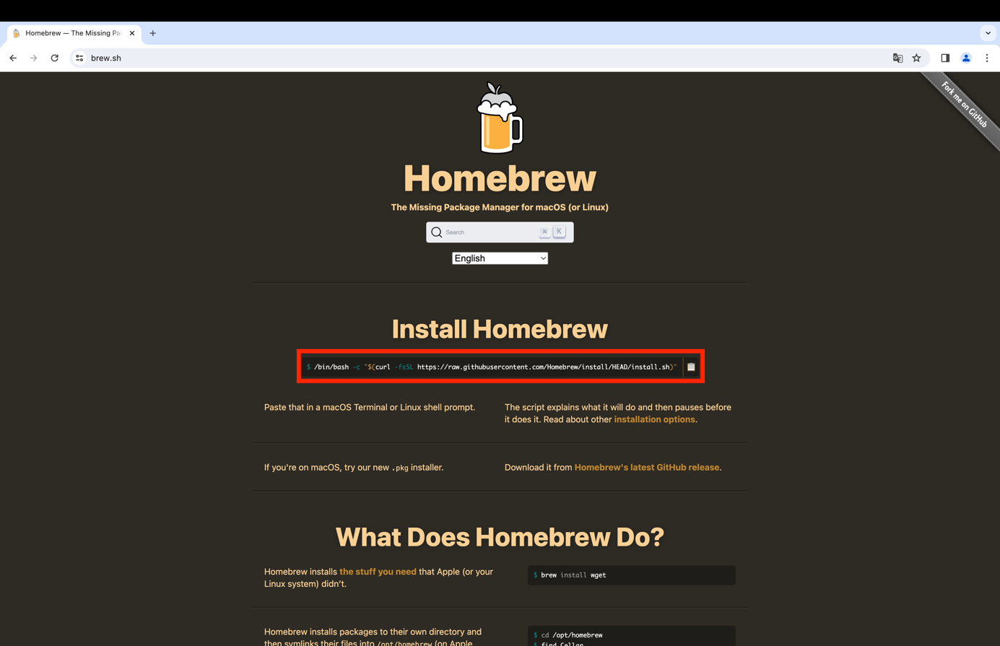 Homebrew — The Missing Pa
brew.sh
Fork me on GitHub
Homebrew
The Missing Package Manager for macOS (or Linux)
Search ⌘ K
English
Install Homebrew
$ /bin/bash -c "$(curl -fsSL https://raw.githubusercontent.com/Homebrew/install/HEAD/install.sh)"
Paste that in a macOS Terminal or Linux shell prompt.
The script explains what it will do and then pauses before
it does it. Read about other installation options.
If you're on macOS, try our new .pkg installer.
Download it from Homebrew's latest GitHub release.
What Does Homebrew Do?
Homebrew installs the stuff you need that Apple (or your
Linux system) didn’t.
$ brew install wget
Homebrew installs packages to their own directory and
then symlinks their files into /opt/homebrew (on Apple
$ cd /opt/homebrew
$ find Cellar